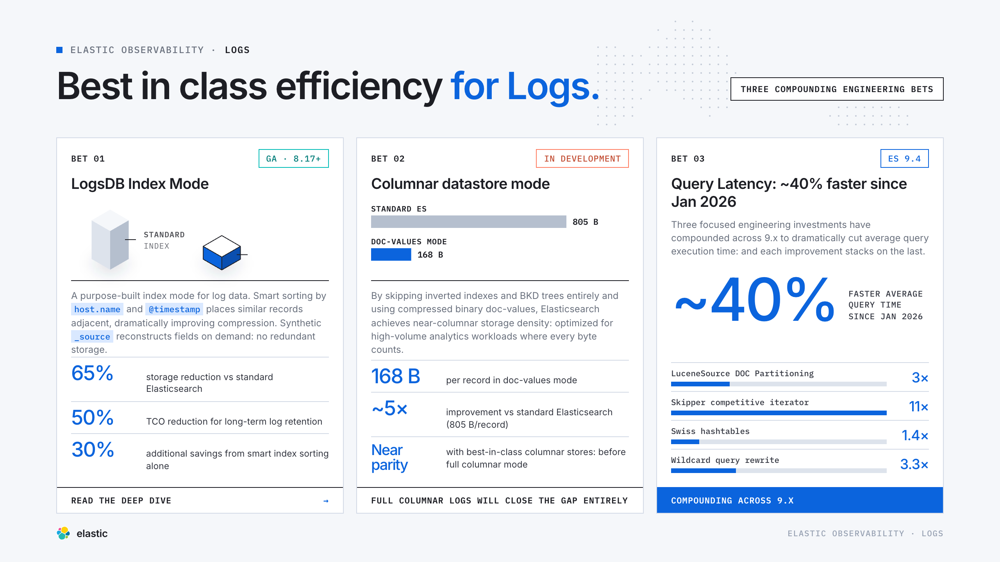 ELASTIC OBSERVABILITY · LOGS
Best in class efficiency for Logs.
THREE COMPOUNDING ENGINEERING BETS
BET 01
GA · 8.17+
LogsDB Index Mode
STANDARD
INDEX
A purpose-built index mode for log data. Smart sorting by
host.name and @timestamp places similar records
adjacent, dramatically improving compression. Synthetic
_source reconstructs fields on demand: no redundant
storage.
65%
storage reduction vs standard
Elasticsearch
50%
TCO reduction for long-term log retention
30%
additional savings from smart index sorting
alone
READ THE DEEP DIVE →
BET 02
IN DEVELOPMENT
Columnar datastore mode
STANDARD ES
805 B
DOC-VALUES MODE
168 B
By skipping inverted indexes and BKD trees entirely and
using compressed binary doc-values, Elasticsearch
achieves near-columnar storage density: optimized for
high-volume analytics workloads where every byte
counts.
168 B
per record in doc-values mode
~5×
improvement vs standard Elasticsearch
(805 B/record)
Near
parity
with best-in-class columnar stores: before
full columnar mode
FULL COLUMNAR LOGS WILL CLOSE THE GAP ENTIRELY
BET 03
ES 9.4
Query Latency: ~40% faster since
Jan 2026
Three focused engineering investments have
compounded across 9.x to dramatically cut average query
execution time: and each improvement stacks on the last.
~40%
FASTER AVERAGE
QUERY TIME
SINCE JAN 2026
LuceneSource DOC Partitioning
3×
Skipper competitive iterator
11×
Swiss hashtables
1.4×
Wildcard query rewrite
3.3×
COMPOUNDING ACROSS 9.X
elastic
ELASTIC OBSERVABILITY · LOGS